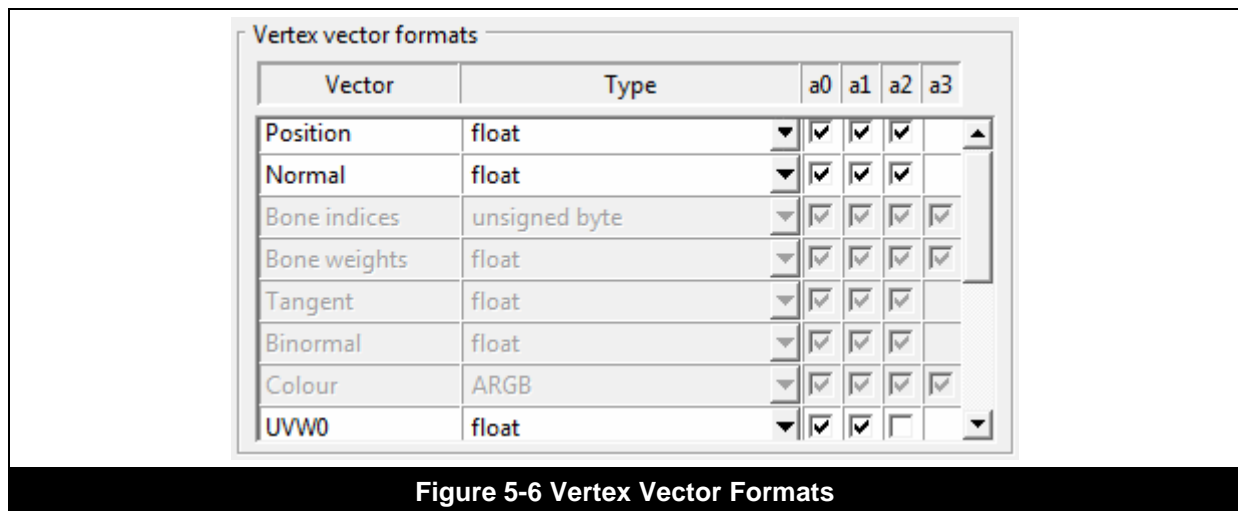 Vertex vector formats
Vector Type a0 a1 a2 a3
Position float
Normal float
Bone indices unsigned byte
Bone weights float
Tangent float
Binormal float
Colour ARGB
UVW0 float
Figure 5-6 Vertex Vector Formats